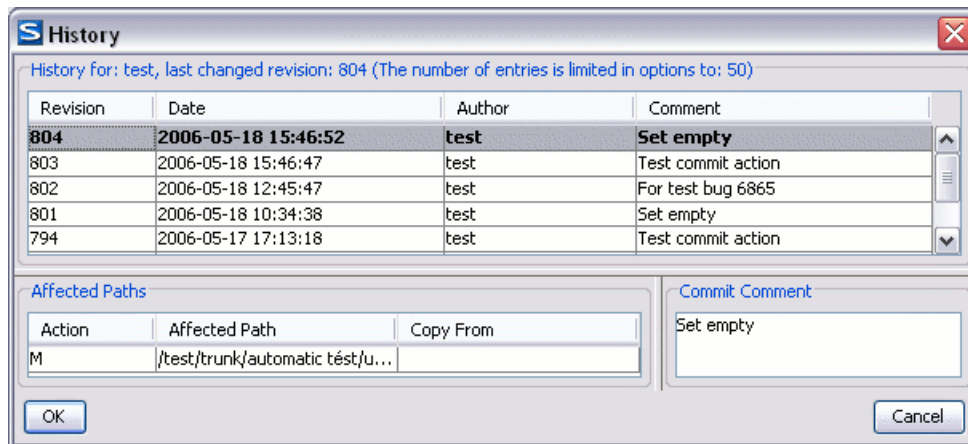 S History
History for: test, last changed revision: 804 (The number of entries is limited in options to: 50)
Revision Date Author Comment
804 2006-05-18 15:46:52 test Set empty
803 2006-05-18 15:46:47 test Test commit action
802 2006-05-18 12:45:47 test For test bug 6865
801 2006-05-18 10:34:38 test Set empty
794 2006-05-17 17:13:18 test Test commit action
Affected Paths
Action Affected Path Copy From
M /test/trunk/automatic tést/u...
Commit Comment
Set empty
OK Cancel